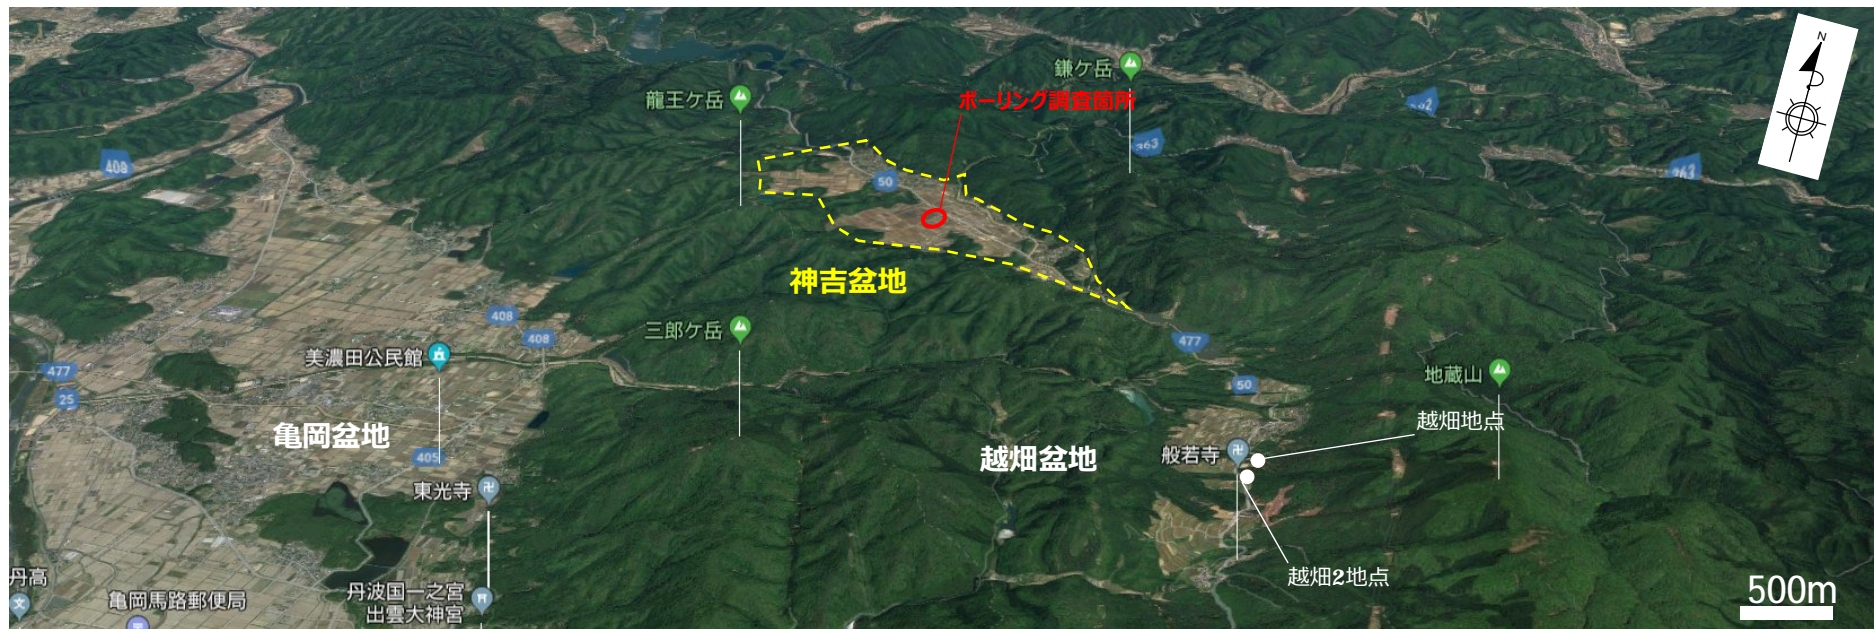 N
鎌ケ岳
龍王ケ岳
ボーリング調査箇所
362
363
408
363
50
神吉盆地
408
三郎ケ岳
408
477
美濃田公民館
477
地蔵山
50
25
越畑地点
亀岡盆地
越畑盆地
般若寺
405
東光寺
越畑2地点
丹高
文
亀岡馬路郵便局
丹波国一之宮
出雲大神宮
500m